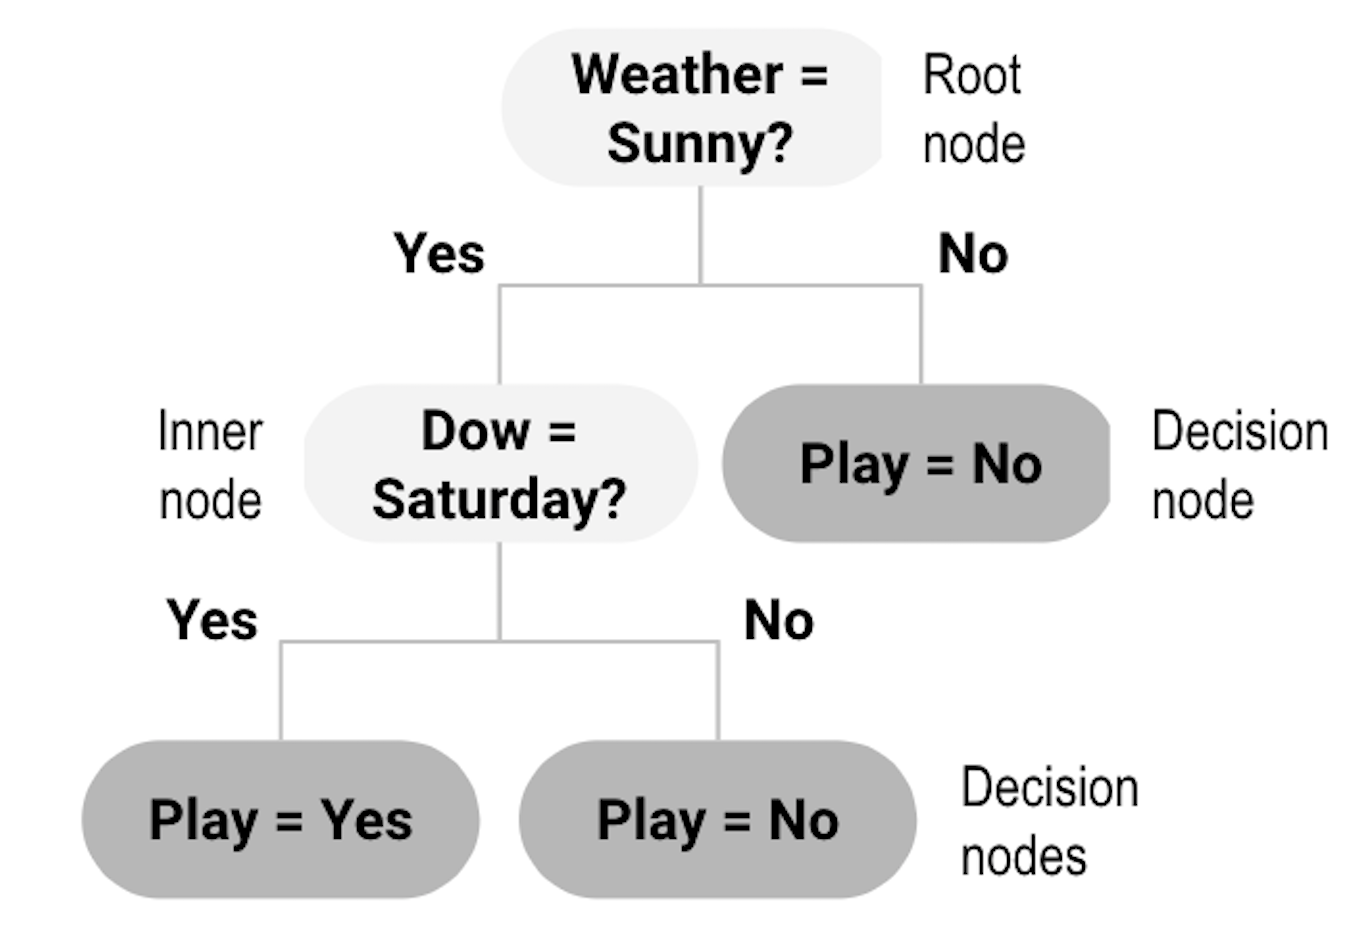 Weather =
Sunny?
Root
node
Yes
No
Inner
node
Dow =
Saturday?
Play = No
Decision
node
Yes
No
Play = Yes
Play = No
Decision
nodes